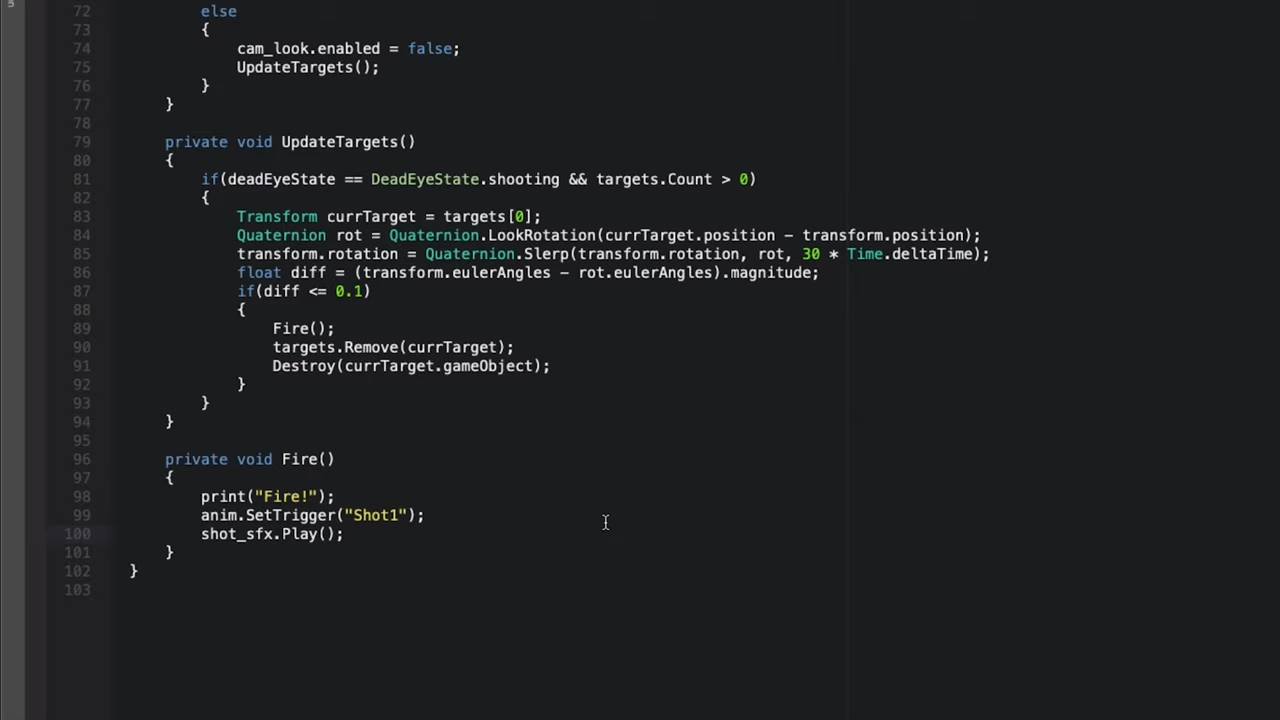 72 else
73 {
74 cam_look.enabled = false;
75 UpdateTargets();
76 }
77 }
78
79 private void UpdateTargets()
80 {
81 if(deadEyeState == DeadEyeState.shooting && targets.Count > 0)
82 {
83 Transform currTarget = targets[0];
84 Quaternion rot = Quaternion.LookRotation(currTarget.position - transform.position);
85 transform.rotation = Quaternion.Slerp(transform.rotation, rot, 30 * Time.deltaTime);
86 float diff = (transform.eulerAngles - rot.eulerAngles).magnitude;
87 if(diff <= 0.1)
88 {
89 Fire();
90 targets.Remove(currTarget);
91 Destroy(currTarget.gameObject);
92 }
93 }
94 }
95
96 private void Fire()
97 {
98 print("Fire!");
99 anim.SetTrigger("Shot1");
100 shot_sfx.Play();
101 }
102 }
103